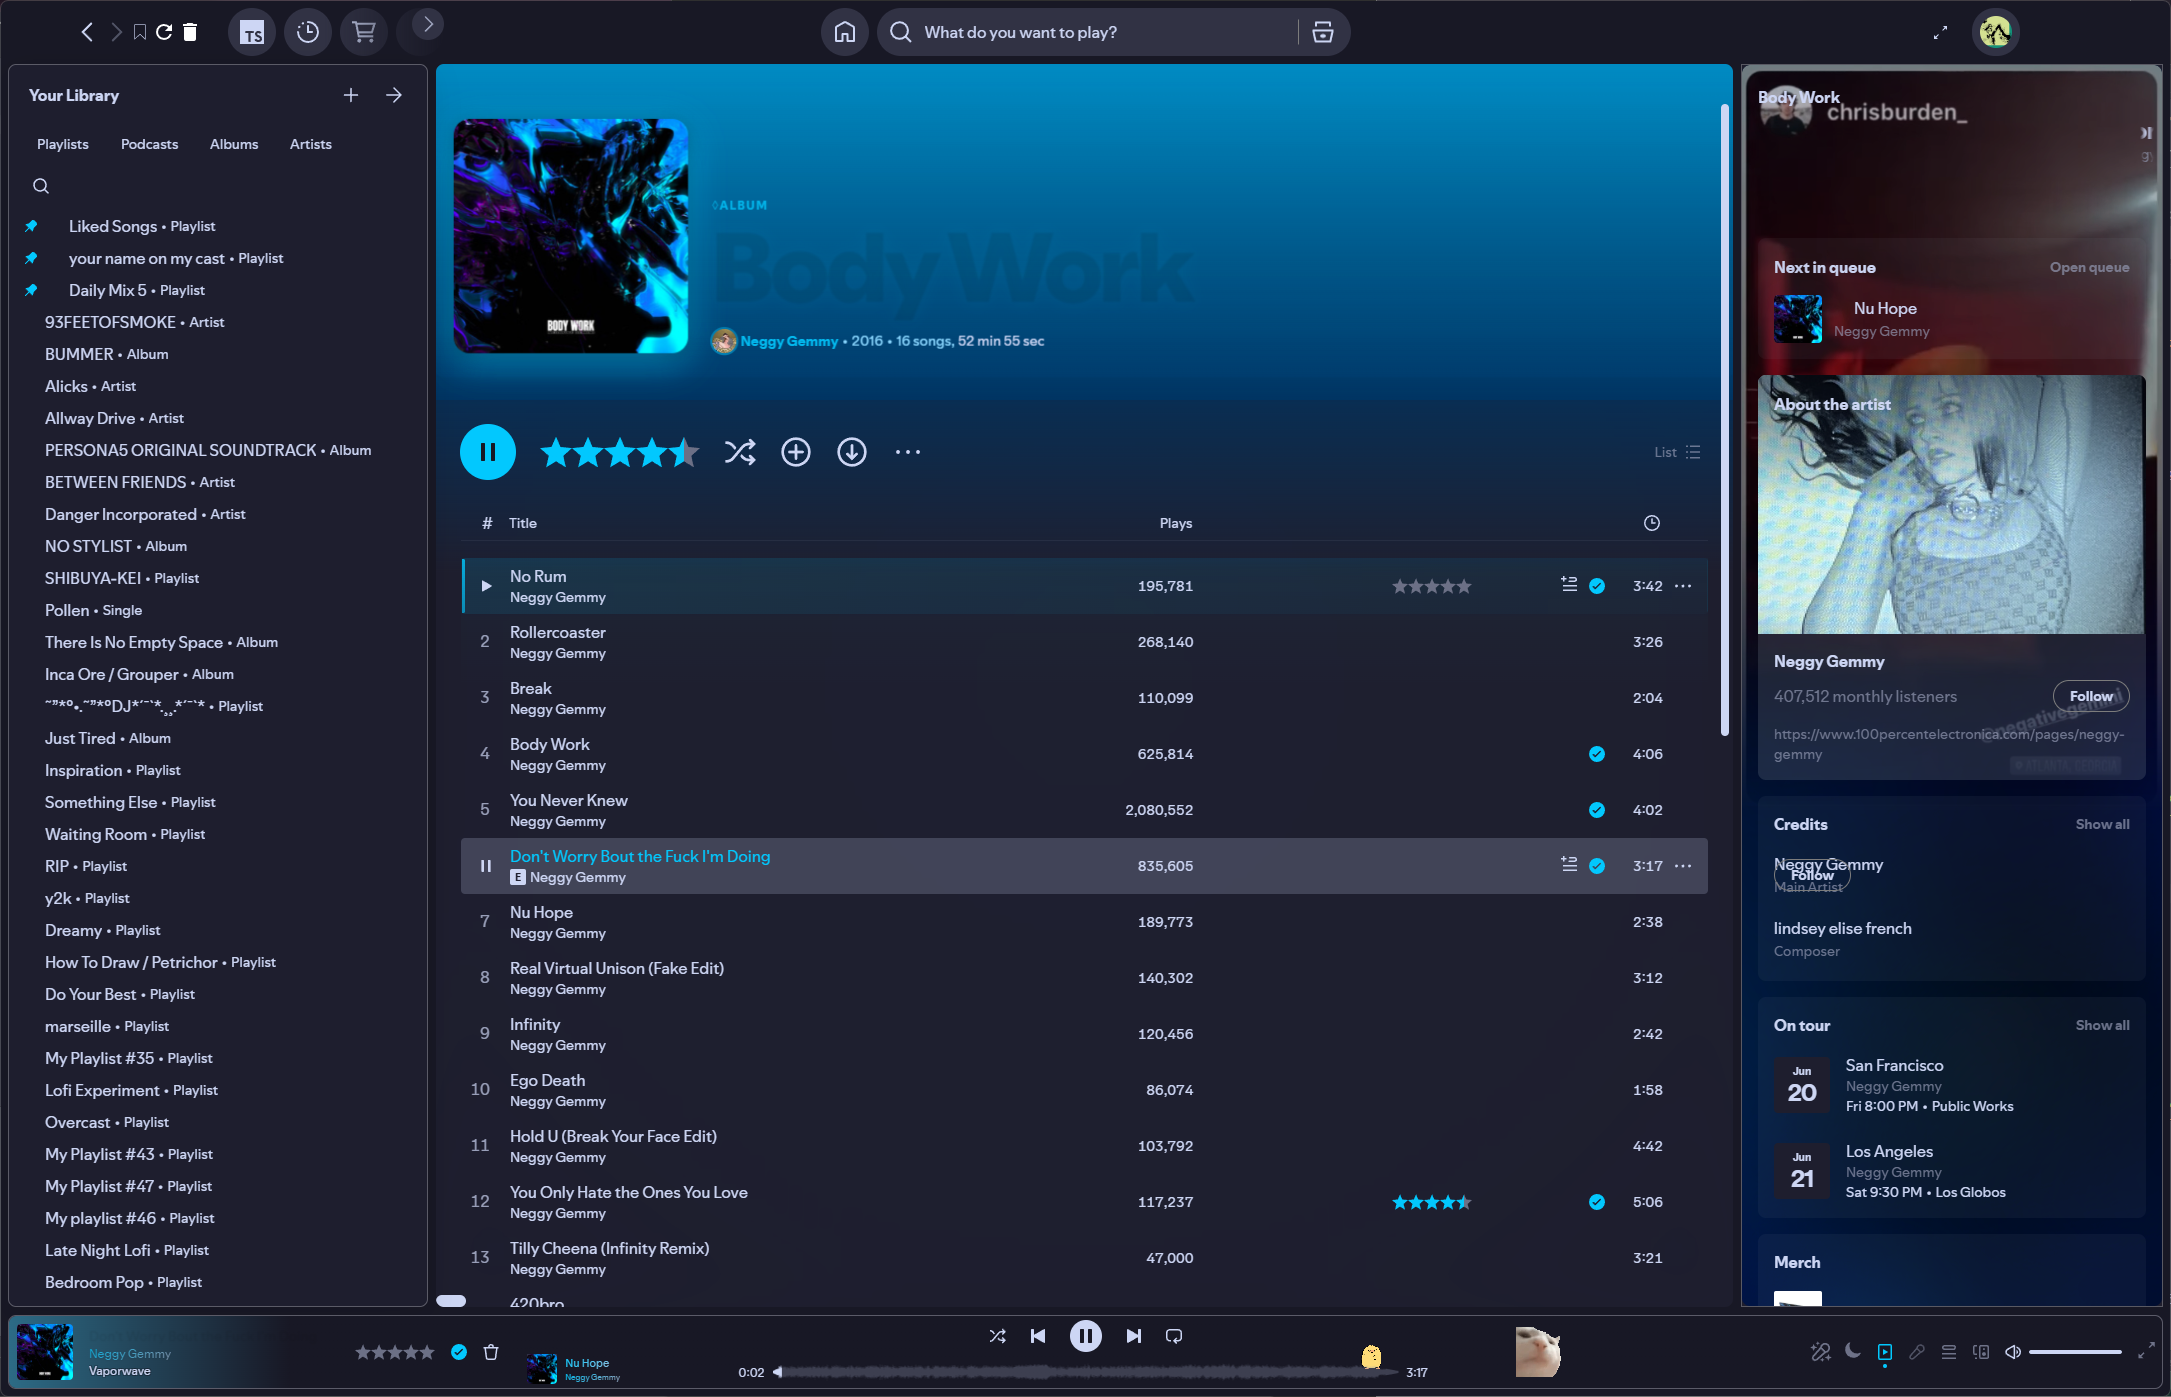 TS
What do you want to play?
Your Library
Playlists Podcasts Albums Artists
Liked Songs • Playlist
your name on my cast • Playlist
Daily Mix 5 • Playlist
93FEETOFSMOKE • Artist
BUMMER • Album
Alicks • Artist
Allway Drive • Artist
PERSONA5 ORIGINAL SOUNDTRACK • Album
BETWEEN FRIENDS • Artist
Danger Incorporated • Artist
NO STYLIST • Album
SHIBUYA-KEI • Playlist
Pollen • Single
There Is No Empty Space • Album
Inca Ore / Grouper • Album
~"*°•.~"*°DJ*´¨`*.¸¸.*´¨`* • Playlist
Just Tired • Album
Inspiration • Playlist
Something Else • Playlist
Waiting Room • Playlist
RIP • Playlist
y2k • Playlist
Dreamy • Playlist
How To Draw / Petrichor • Playlist
Do Your Best • Playlist
marseille • Playlist
My Playlist #35 • Playlist
Lofi Experiment • Playlist
Overcast • Playlist
My Playlist #43 • Playlist
My Playlist #47 • Playlist
My playlist #46 • Playlist
Late Night Lofi • Playlist
Bedroom Pop • Playlist
BODY WORK
◊ALBUM
Body Work
Neggy Gemmy • 2016 • 16 songs, 52 min 55 sec
List
# Title Plays
No Rum
Neggy Gemmy
195,781 3:42
2 Rollercoaster
Neggy Gemmy
268,140 3:26
3 Break
Neggy Gemmy
110,099 2:04
4 Body Work
Neggy Gemmy
625,814 4:06
5 You Never Knew
Neggy Gemmy
2,080,552 4:02
Don't Worry Bout the Fuck I'm Doing
E Neggy Gemmy
835,605 3:17
7 Nu Hope
Neggy Gemmy
189,773 2:38
8 Real Virtual Unison (Fake Edit)
Neggy Gemmy
140,302 3:12
9 Infinity
Neggy Gemmy
120,456 2:42
10 Ego Death
Neggy Gemmy
86,074 1:58
11 Hold U (Break Your Face Edit)
Neggy Gemmy
103,792 4:42
12 You Only Hate the Ones You Love
Neggy Gemmy
117,237 5:06
13 Tilly Cheena (Infinity Remix)
Neggy Gemmy
47,000 3:21
420bro
Body Work
chrisburden_
Next in queue Open queue
Nu Hope
Neggy Gemmy
About the artist
Neggy Gemmy
407,512 monthly listeners
Follow
@negativegemini
https://www.100percentelectronica.com/pages/neggy-
gemmy
ATLANTA, GEORGIA
Credits Show all
Neggy Gemmy
Follow
Main Artist
lindsey elise french
Composer
On tour Show all
Jun
20
San Francisco
Neggy Gemmy
Fri 8:00 PM • Public Works
Jun
21
Los Angeles
Neggy Gemmy
Sat 9:30 PM • Los Globos
Merch
Neggy Gemmy
Vaporwave
Nu Hope
Neggy Gemmy
0:02 3:17